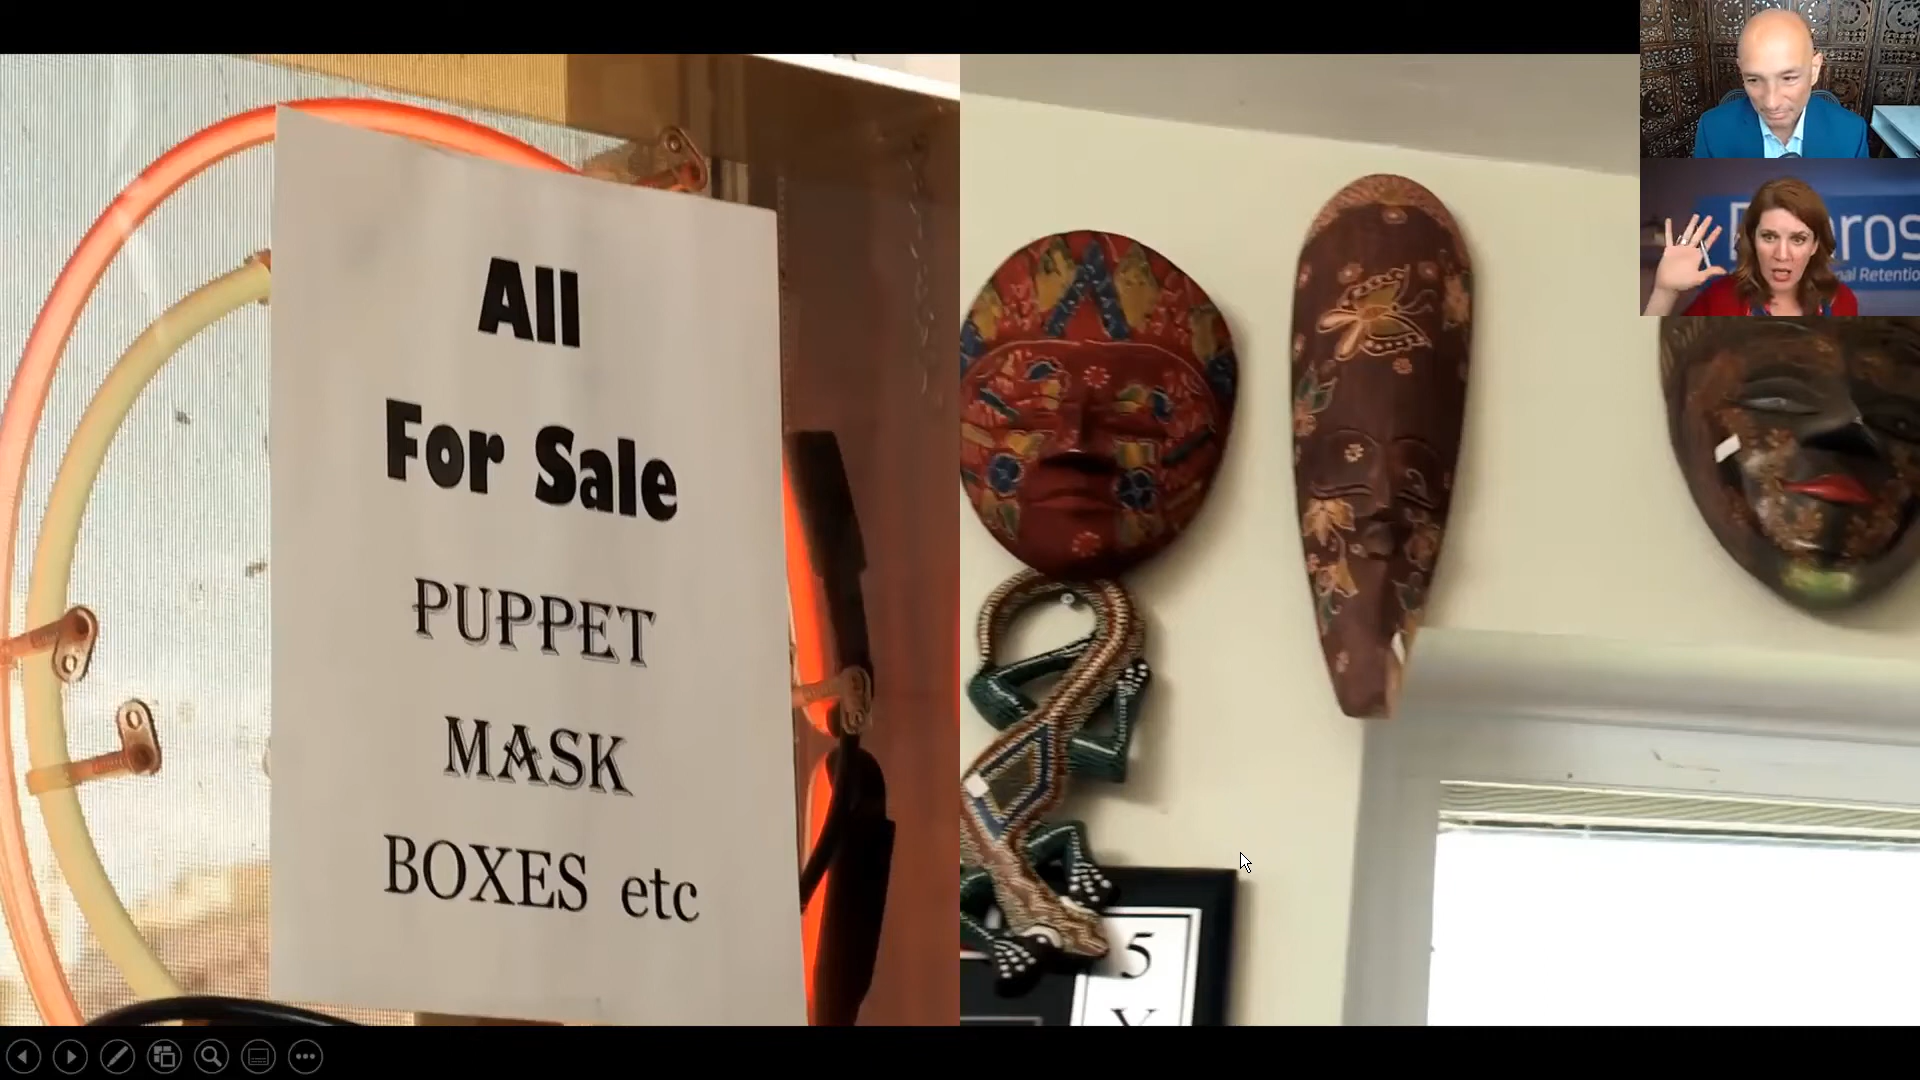 All
For Sale
PUPPET
MASK
BOXES etc
5